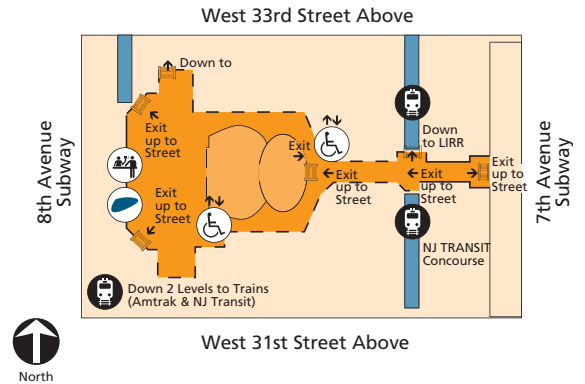 West 33rd Street Above
Down to
Exit
up to
Street
Down
to LIRR
Exit
Exit
up to
Street
Exit
up to
Street
Exit
up to
Street
Exit
up to
Street
8th Avenue
Subway
7th Avenue
Subway
NJ TRANSIT
Concourse
Down 2 Levels to Trains
(Amtrak & NJ Transit)
West 31st Street Above
North